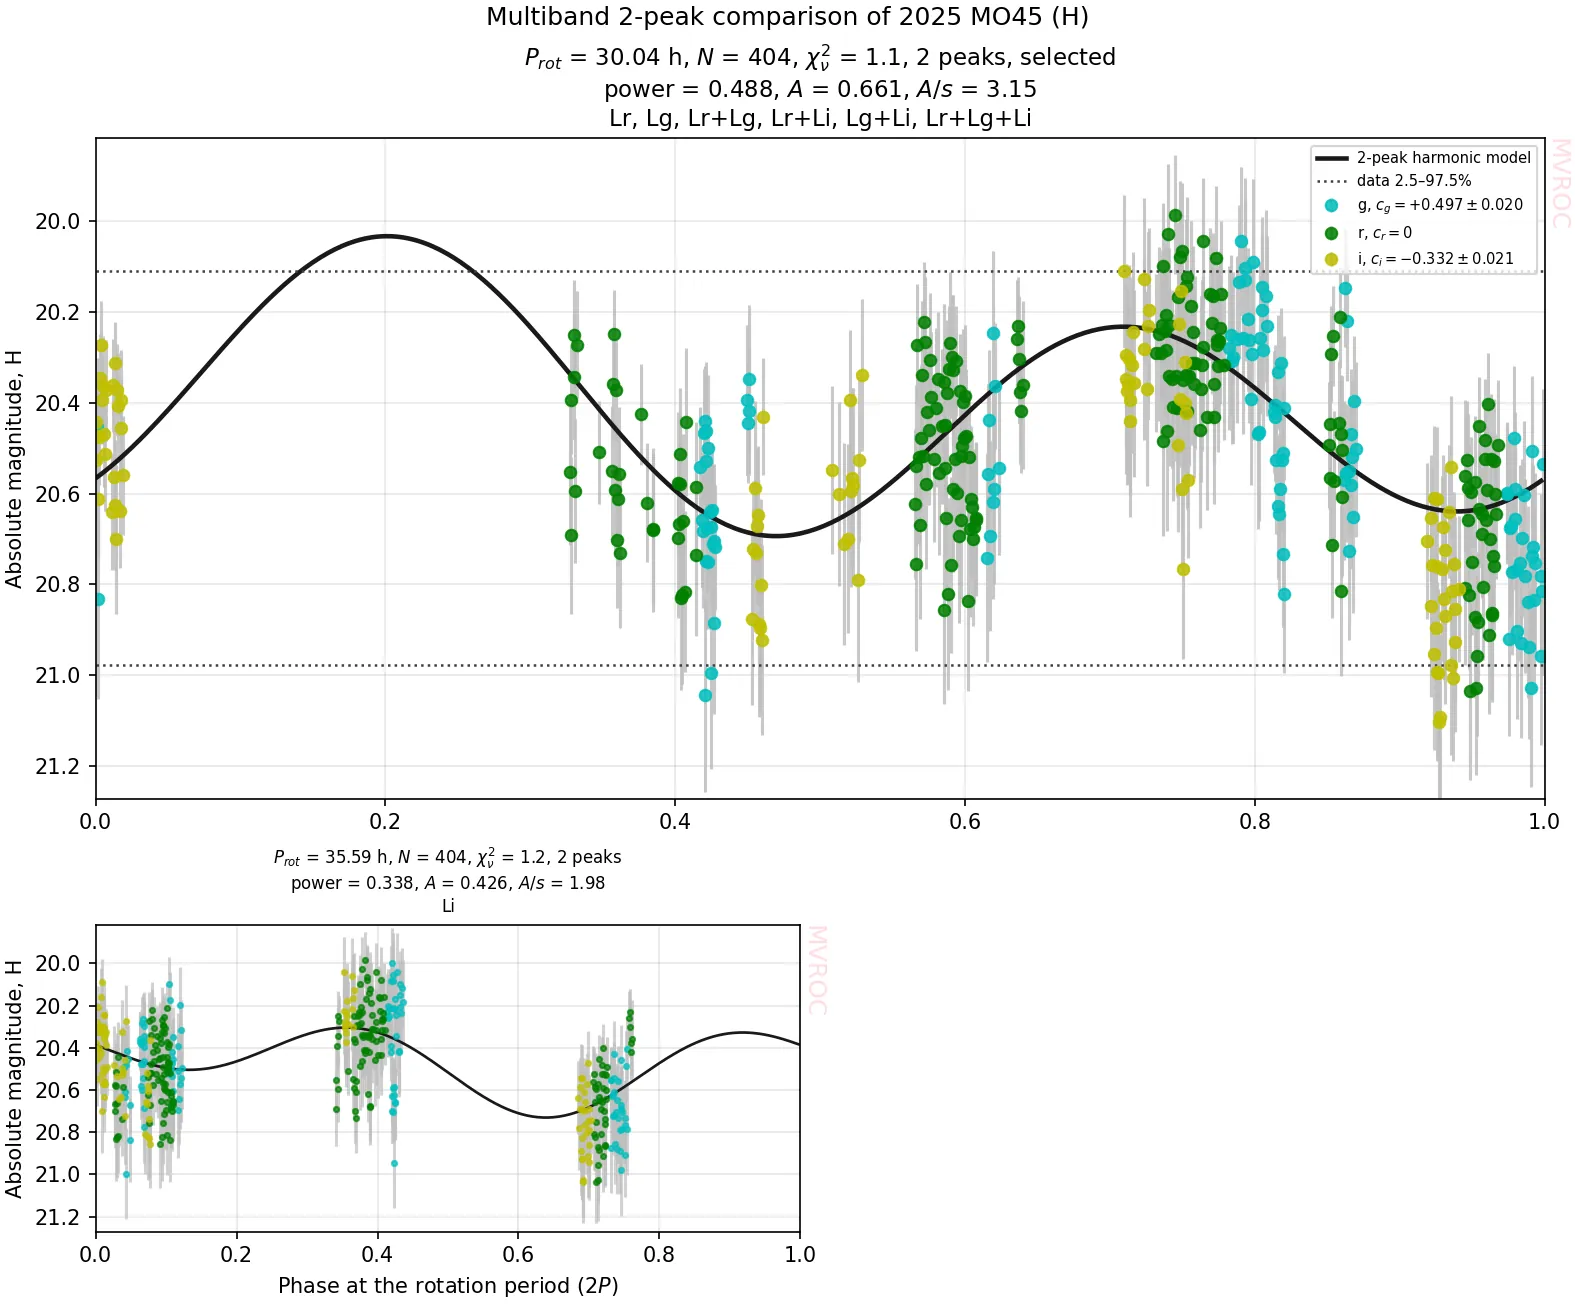 Multiband 2-peak comparison of 2025 MO45 (H)
P_rot = 30.04 h, N = 404, χ²_ν = 1.1, 2 peaks, selected
power = 0.488, A = 0.661, A/s = 3.15
Lr, Lg, Lr+Lg, Lr+Li, Lg+Li, Lr+Lg+Li
2-peak harmonic model
data 2.5–97.5%
g, c_g = +0.497 ± 0.020
r, c_r = 0
i, c_i = −0.332 ± 0.021
MVROC
Absolute magnitude, H
20.0
20.2
20.4
20.6
20.8
21.0
21.2
0.0 0.2 0.4 0.6 0.8 1.0
P_rot = 35.59 h, N = 404, χ²_ν = 1.2, 2 peaks
power = 0.338, A = 0.426, A/s = 1.98
Li
MVROC
Absolute magnitude, H
20.0
20.2
20.4
20.6
20.8
21.0
21.2
0.0 0.2 0.4 0.6 0.8 1.0
Phase at the rotation period (2P)